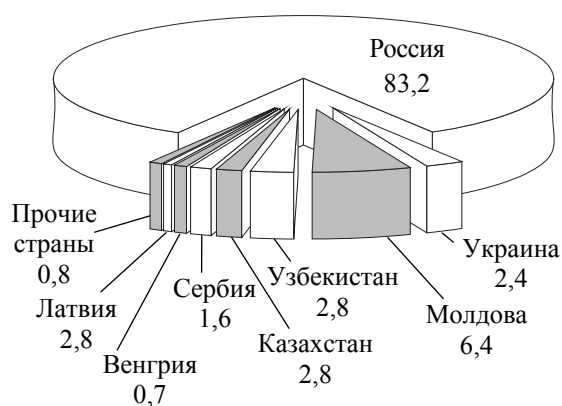 Россия
83,2
Прочие
страны
0,8
Латвия
2,8
Венгрия
0,7
Сербия
1,6
Казахстан
2,8
Узбекистан
2,8
Молдова
6,4
Украина
2,4